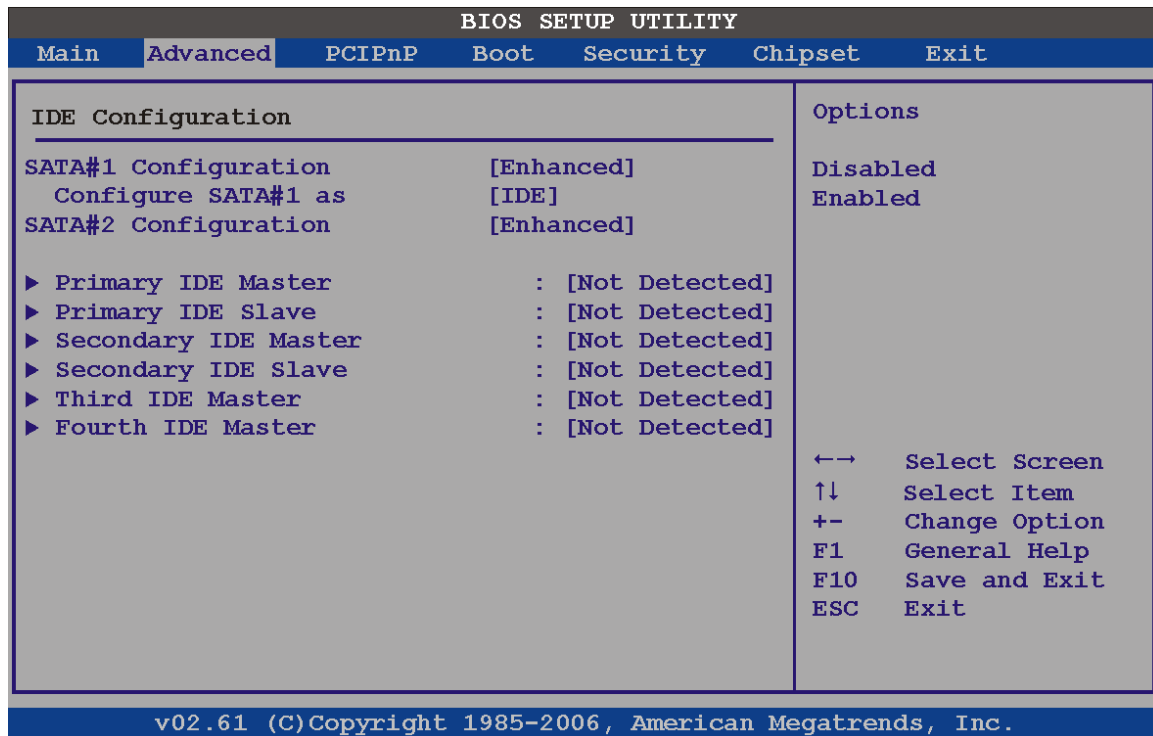 BIOS SETUP UTILITY
Main Advanced PCIPnP Boot Security Chipset Exit
IDE Configuration
SATA#1 Configuration [Enhanced]
Configure SATA#1 as [IDE]
SATA#2 Configuration [Enhanced]
▶ Primary IDE Master : [Not Detected]
▶ Primary IDE Slave : [Not Detected]
▶ Secondary IDE Master : [Not Detected]
▶ Secondary IDE Slave : [Not Detected]
▶ Third IDE Master : [Not Detected]
▶ Fourth IDE Master : [Not Detected]
Options
Disabled
Enabled
←→ Select Screen
↑↓ Select Item
+- Change Option
F1 General Help
F10 Save and Exit
ESC Exit
v02.61 (C)Copyright 1985-2006, American Megatrends, Inc.